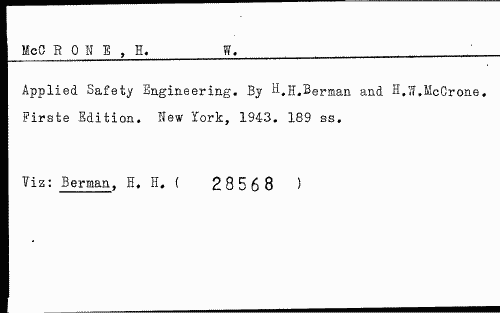 McC R O N E , H. W.
Applied Safety Engineering. By H.H.Berman and H.W.McCrone.
Firste Edition. New York, 1943. 189 ss.
Viz: Berman, H. H. ( 28568 )